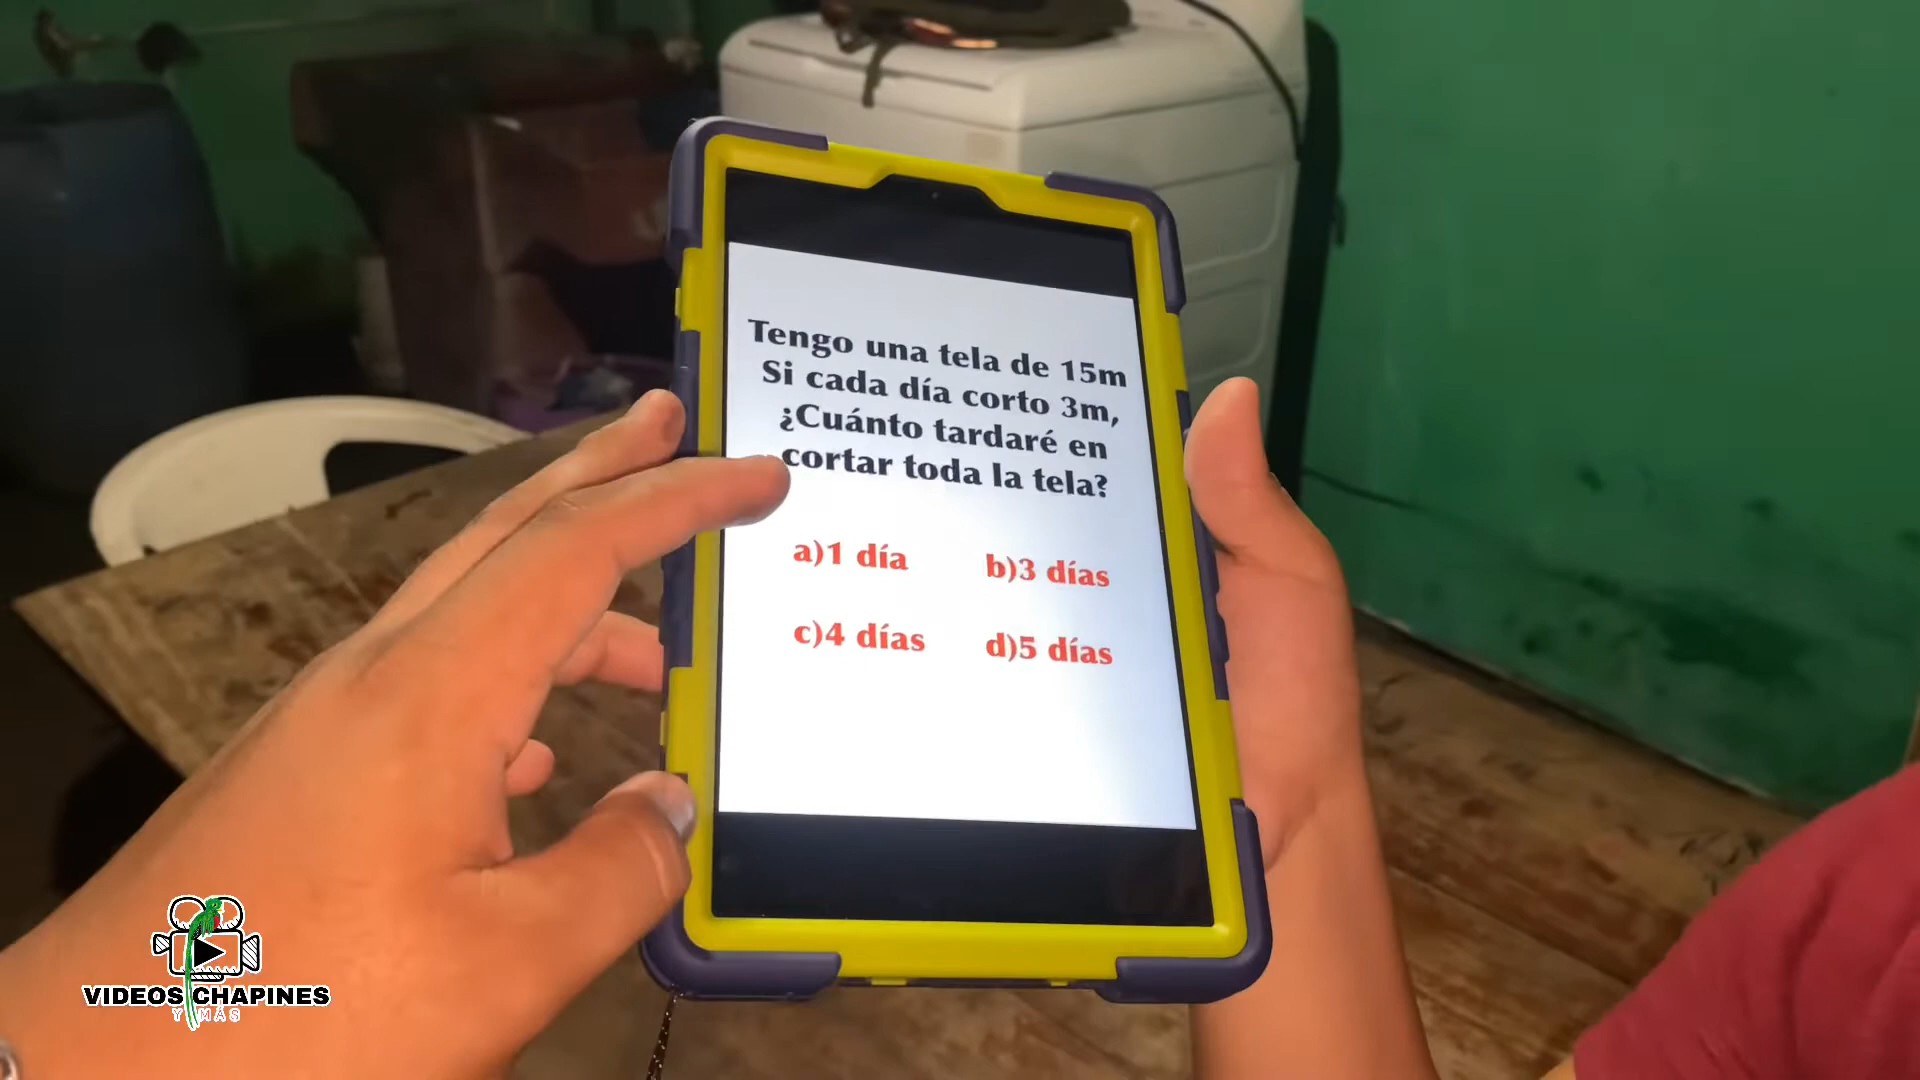 Tengo una tela de 15m
Si cada día corto 3m,
¿Cuánto tardaré en
cortar toda la tela?
a)1 día b)3 días
c)4 días d)5 días
VIDEOS CHAPINES
Y MÁS